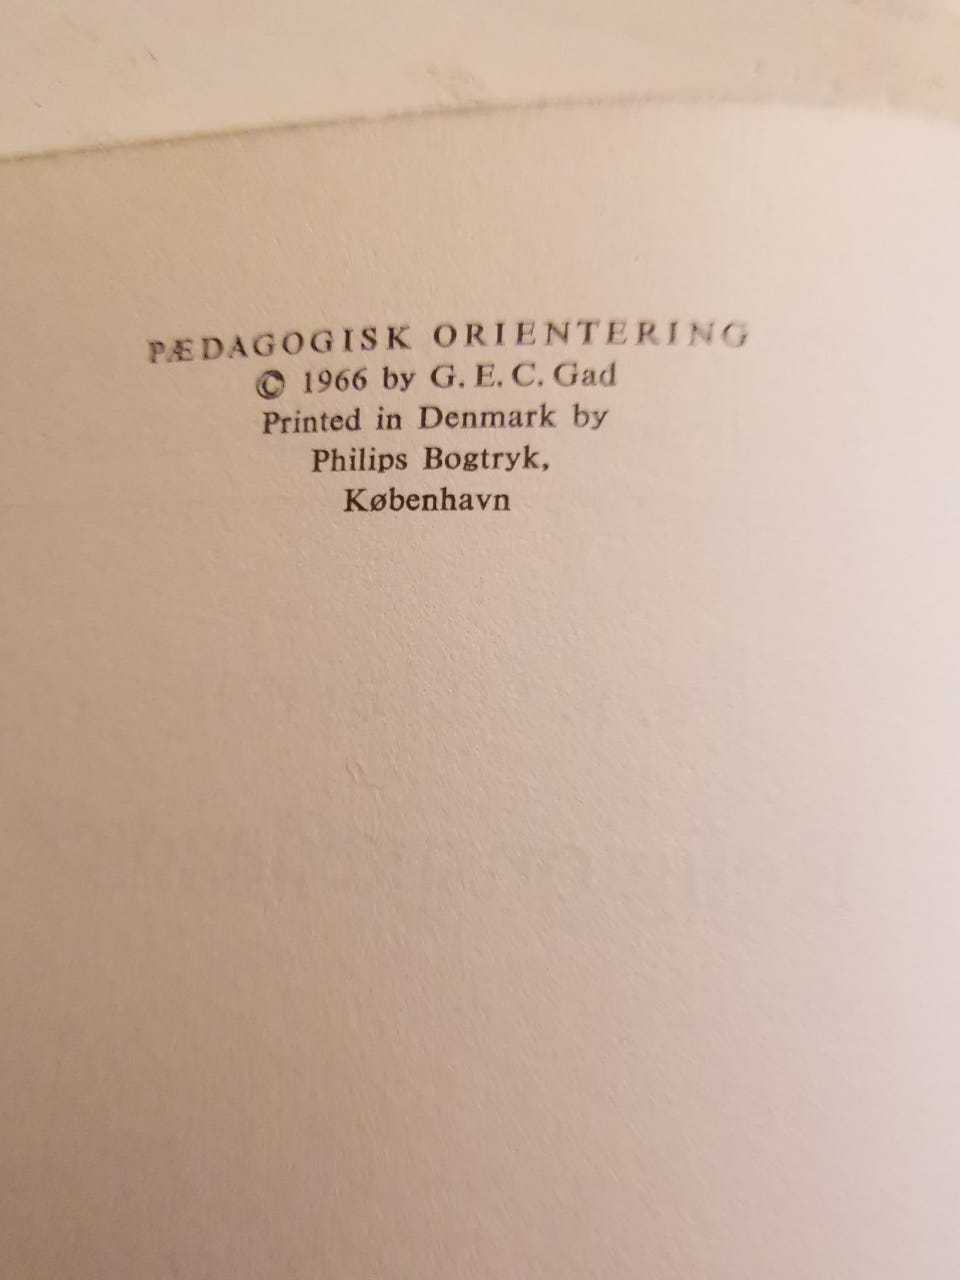 PÆDAGOGISK ORIENTERING
© 1966 by G. E. C. Gad
Printed in Denmark by
Philips Bogtryk,
København